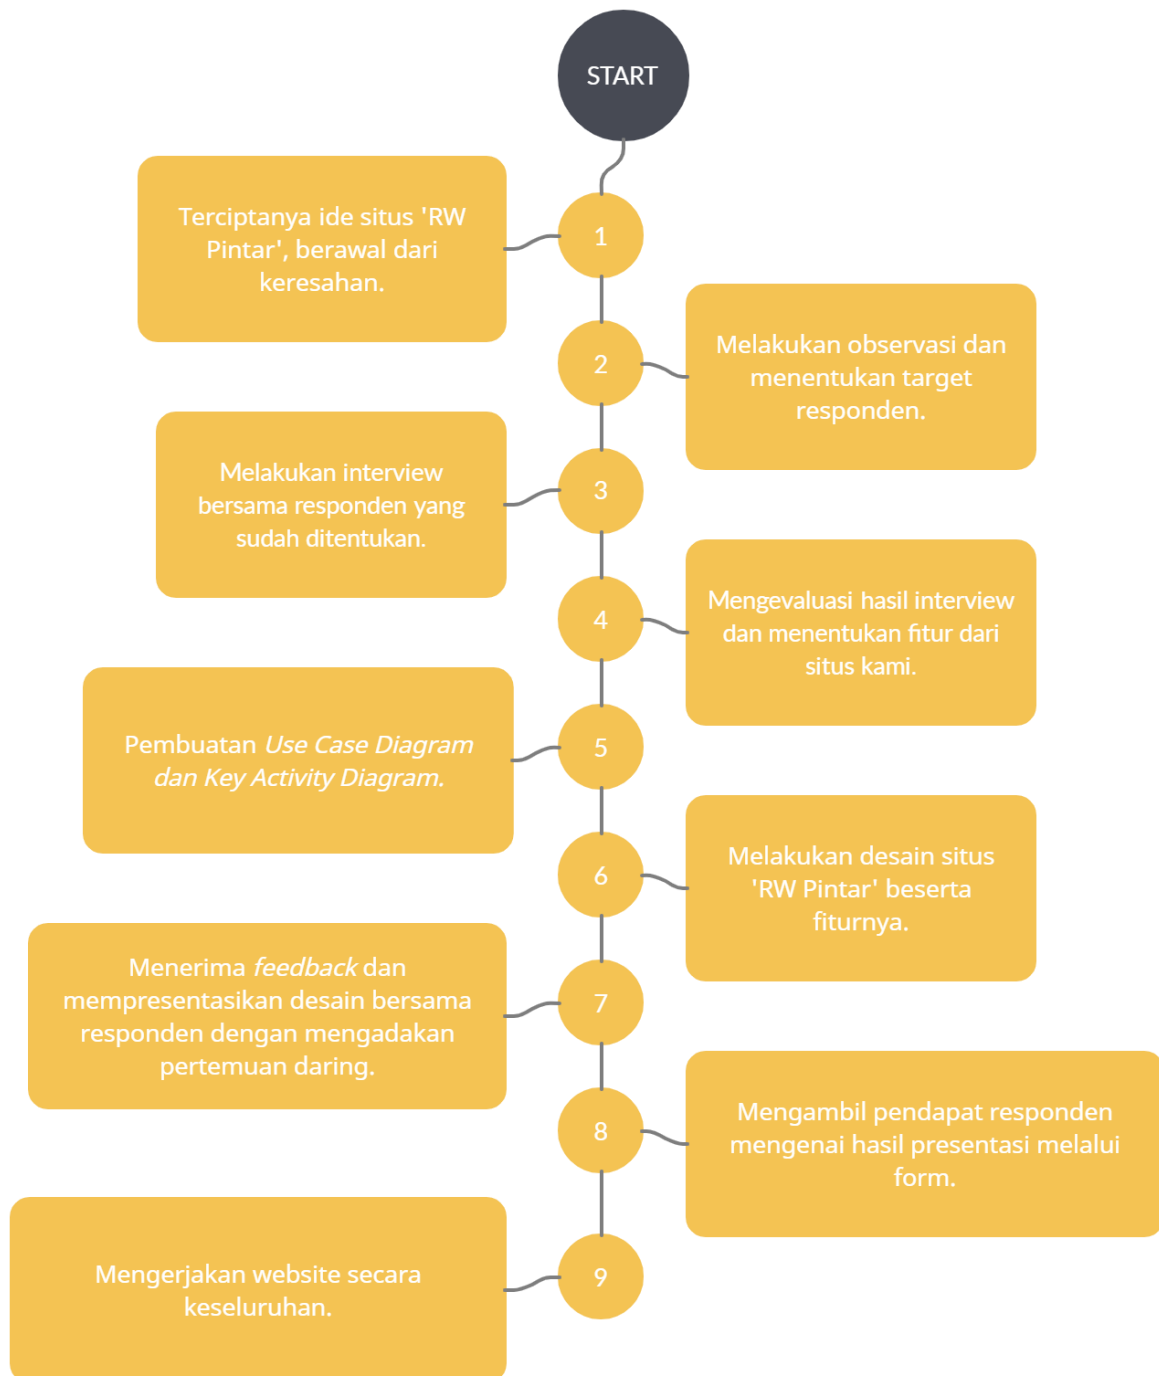 START
1
Terciptanya ide situs 'RW
Pintar', berawal dari
keresahan.
2
Melakukan observasi dan
menentukan target
responden.
3
Melakukan interview
bersama responden yang
sudah ditentukan.
4
Mengevaluasi hasil interview
dan menentukan fitur dari
situs kami.
5
Pembuatan Use Case Diagram
dan Key Activity Diagram.
6
Melakukan desain situs
'RW Pintar' beserta
fiturnya.
7
Menerima feedback dan
mempresentasikan desain bersama
responden dengan mengadakan
pertemuan daring.
8
Mengambil pendapat responden
mengenai hasil presentasi melalui
form.
9
Mengerjakan website secara
keseluruhan.